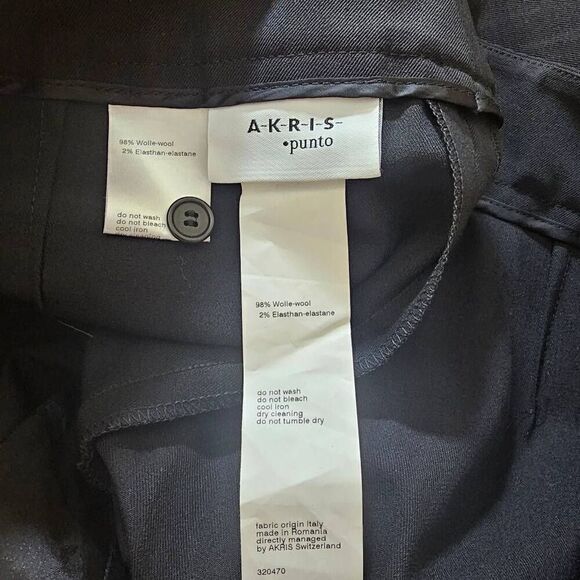 A-K-R-I-S-
•punto
98% Wolle-wool
2% Elasthan-elastane
do not wash
do not bleach
cool iron
dry cleaning
98% Wolle-wool
2% Elasthan-elastane
do not wash
do not bleach
cool iron
dry cleaning
do not tumble dry
fabric origin Italy
made in Romania
directly managed
by AKRIS Switzerland
320470